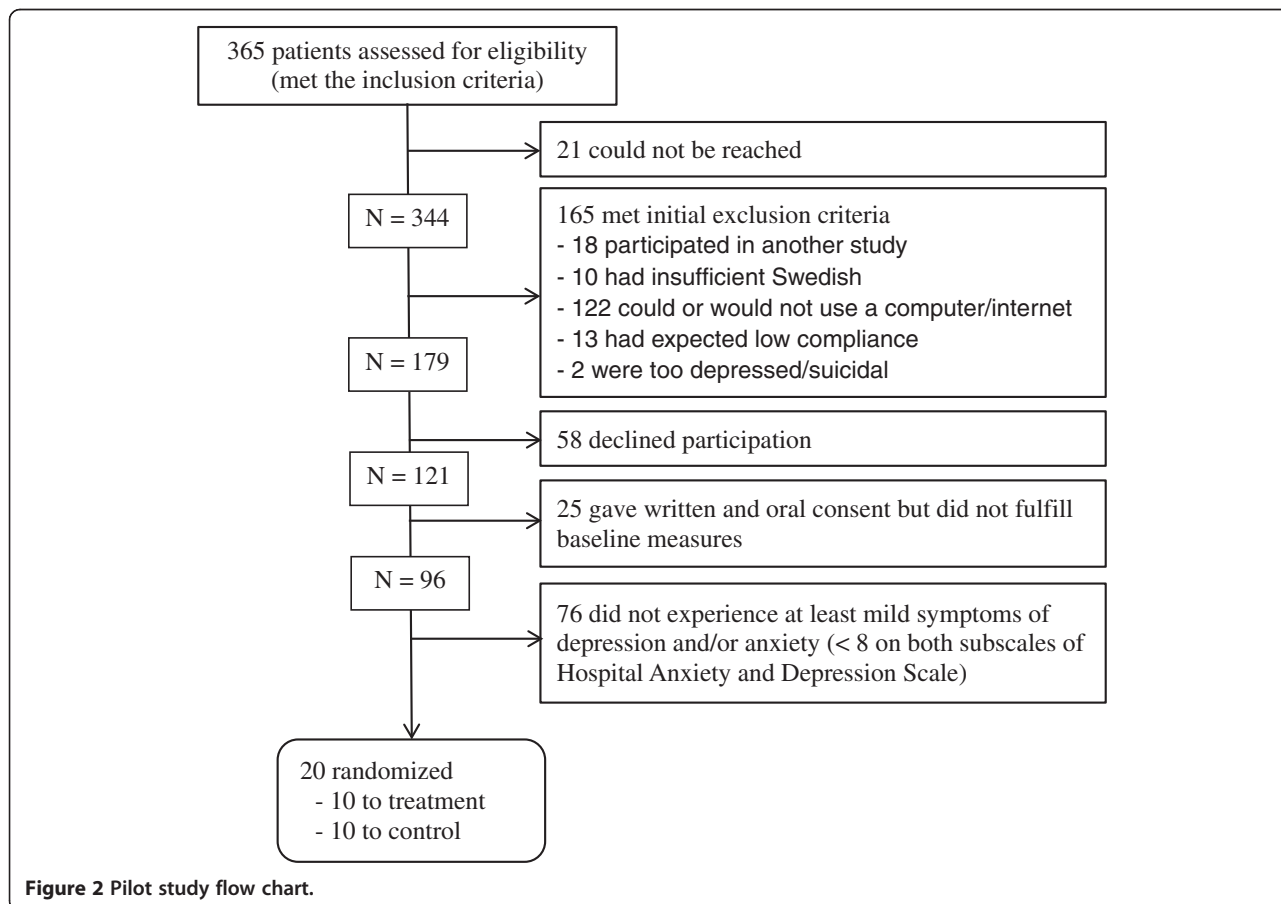 365 patients assessed for eligibility
(met the inclusion criteria)
21 could not be reached
N = 344
165 met initial exclusion criteria
- 18 participated in another study
- 10 had insufficient Swedish
- 122 could or would not use a computer/internet
- 13 had expected low compliance
- 2 were too depressed/suicidal
N = 179
58 declined participation
N = 121
25 gave written and oral consent but did not fulfill
baseline measures
N = 96
76 did not experience at least mild symptoms of
depression and/or anxiety (< 8 on both subscales of
Hospital Anxiety and Depression Scale)
20 randomized
- 10 to treatment
- 10 to control
Figure 2 Pilot study flow chart.